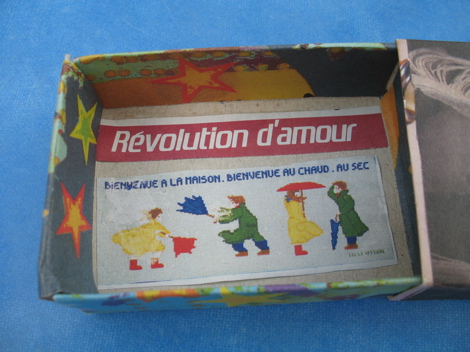 Révolution d'amour
BIENVENUE A LA MAISON. BIENVENUE AU CHAUD. AU SEC